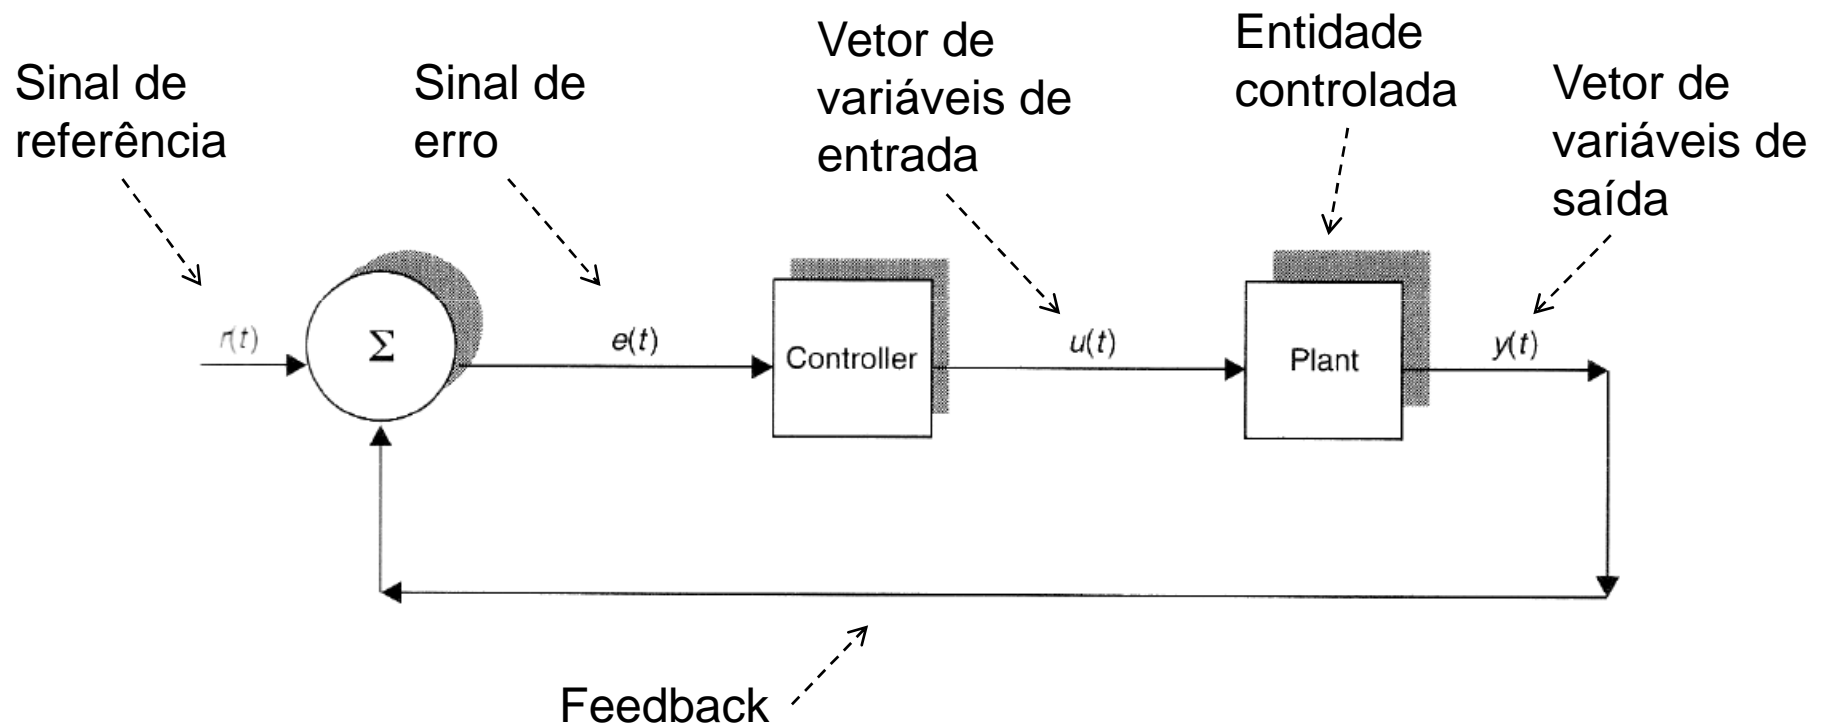 Sinal de
referência
Sinal de
erro
Vetor de
variáveis de
entrada
Entidade
controlada
Vetor de
variáveis de
saída
r(t)
Σ
e(t)
Controller
u(t)
Plant
y(t)
Feedback